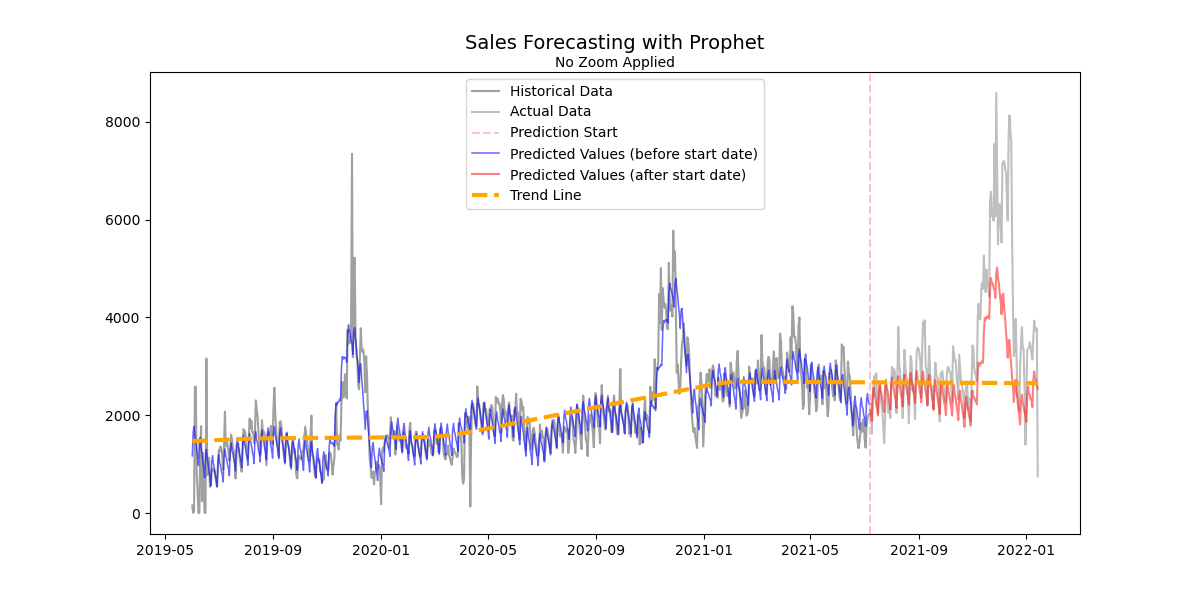 Sales Forecasting with Prophet
No Zoom Applied
Historical Data
Actual Data
Prediction Start
Predicted Values (before start date)
Predicted Values (after start date)
Trend Line
8000
6000
4000
2000
0
2019-05 2019-09 2020-01 2020-05 2020-09 2021-01 2021-05 2021-09 2022-01